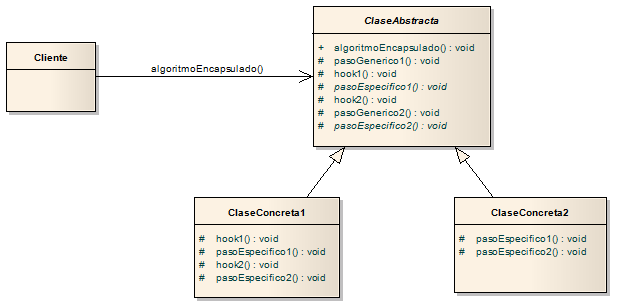 ClaseAbstracta
+ algoritmoEncapsulado() : void
# pasoGenerico1() : void
# hook1() : void
# pasoEspecifico1() : void
# hook2() : void
# pasoGenerico2() : void
# pasoEspecifico2() : void
Cliente
algoritmoEncapsulado()
ClaseConcreta1
# hook1() : void
# pasoEspecifico1() : void
# hook2() : void
# pasoEspecifico2() : void
ClaseConcreta2
# pasoEspecifico1() : void
# pasoEspecifico2() : void